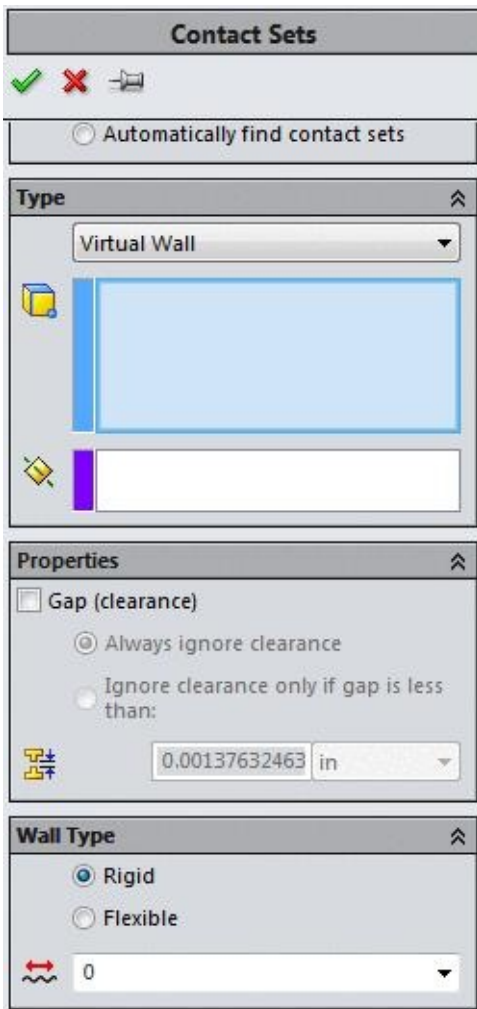 Contact Sets
Automatically find contact sets
Type
Virtual Wall
Properties
Gap (clearance)
Always ignore clearance
Ignore clearance only if gap is less
than:
0.00137632463 in
Wall Type
Rigid
Flexible
0